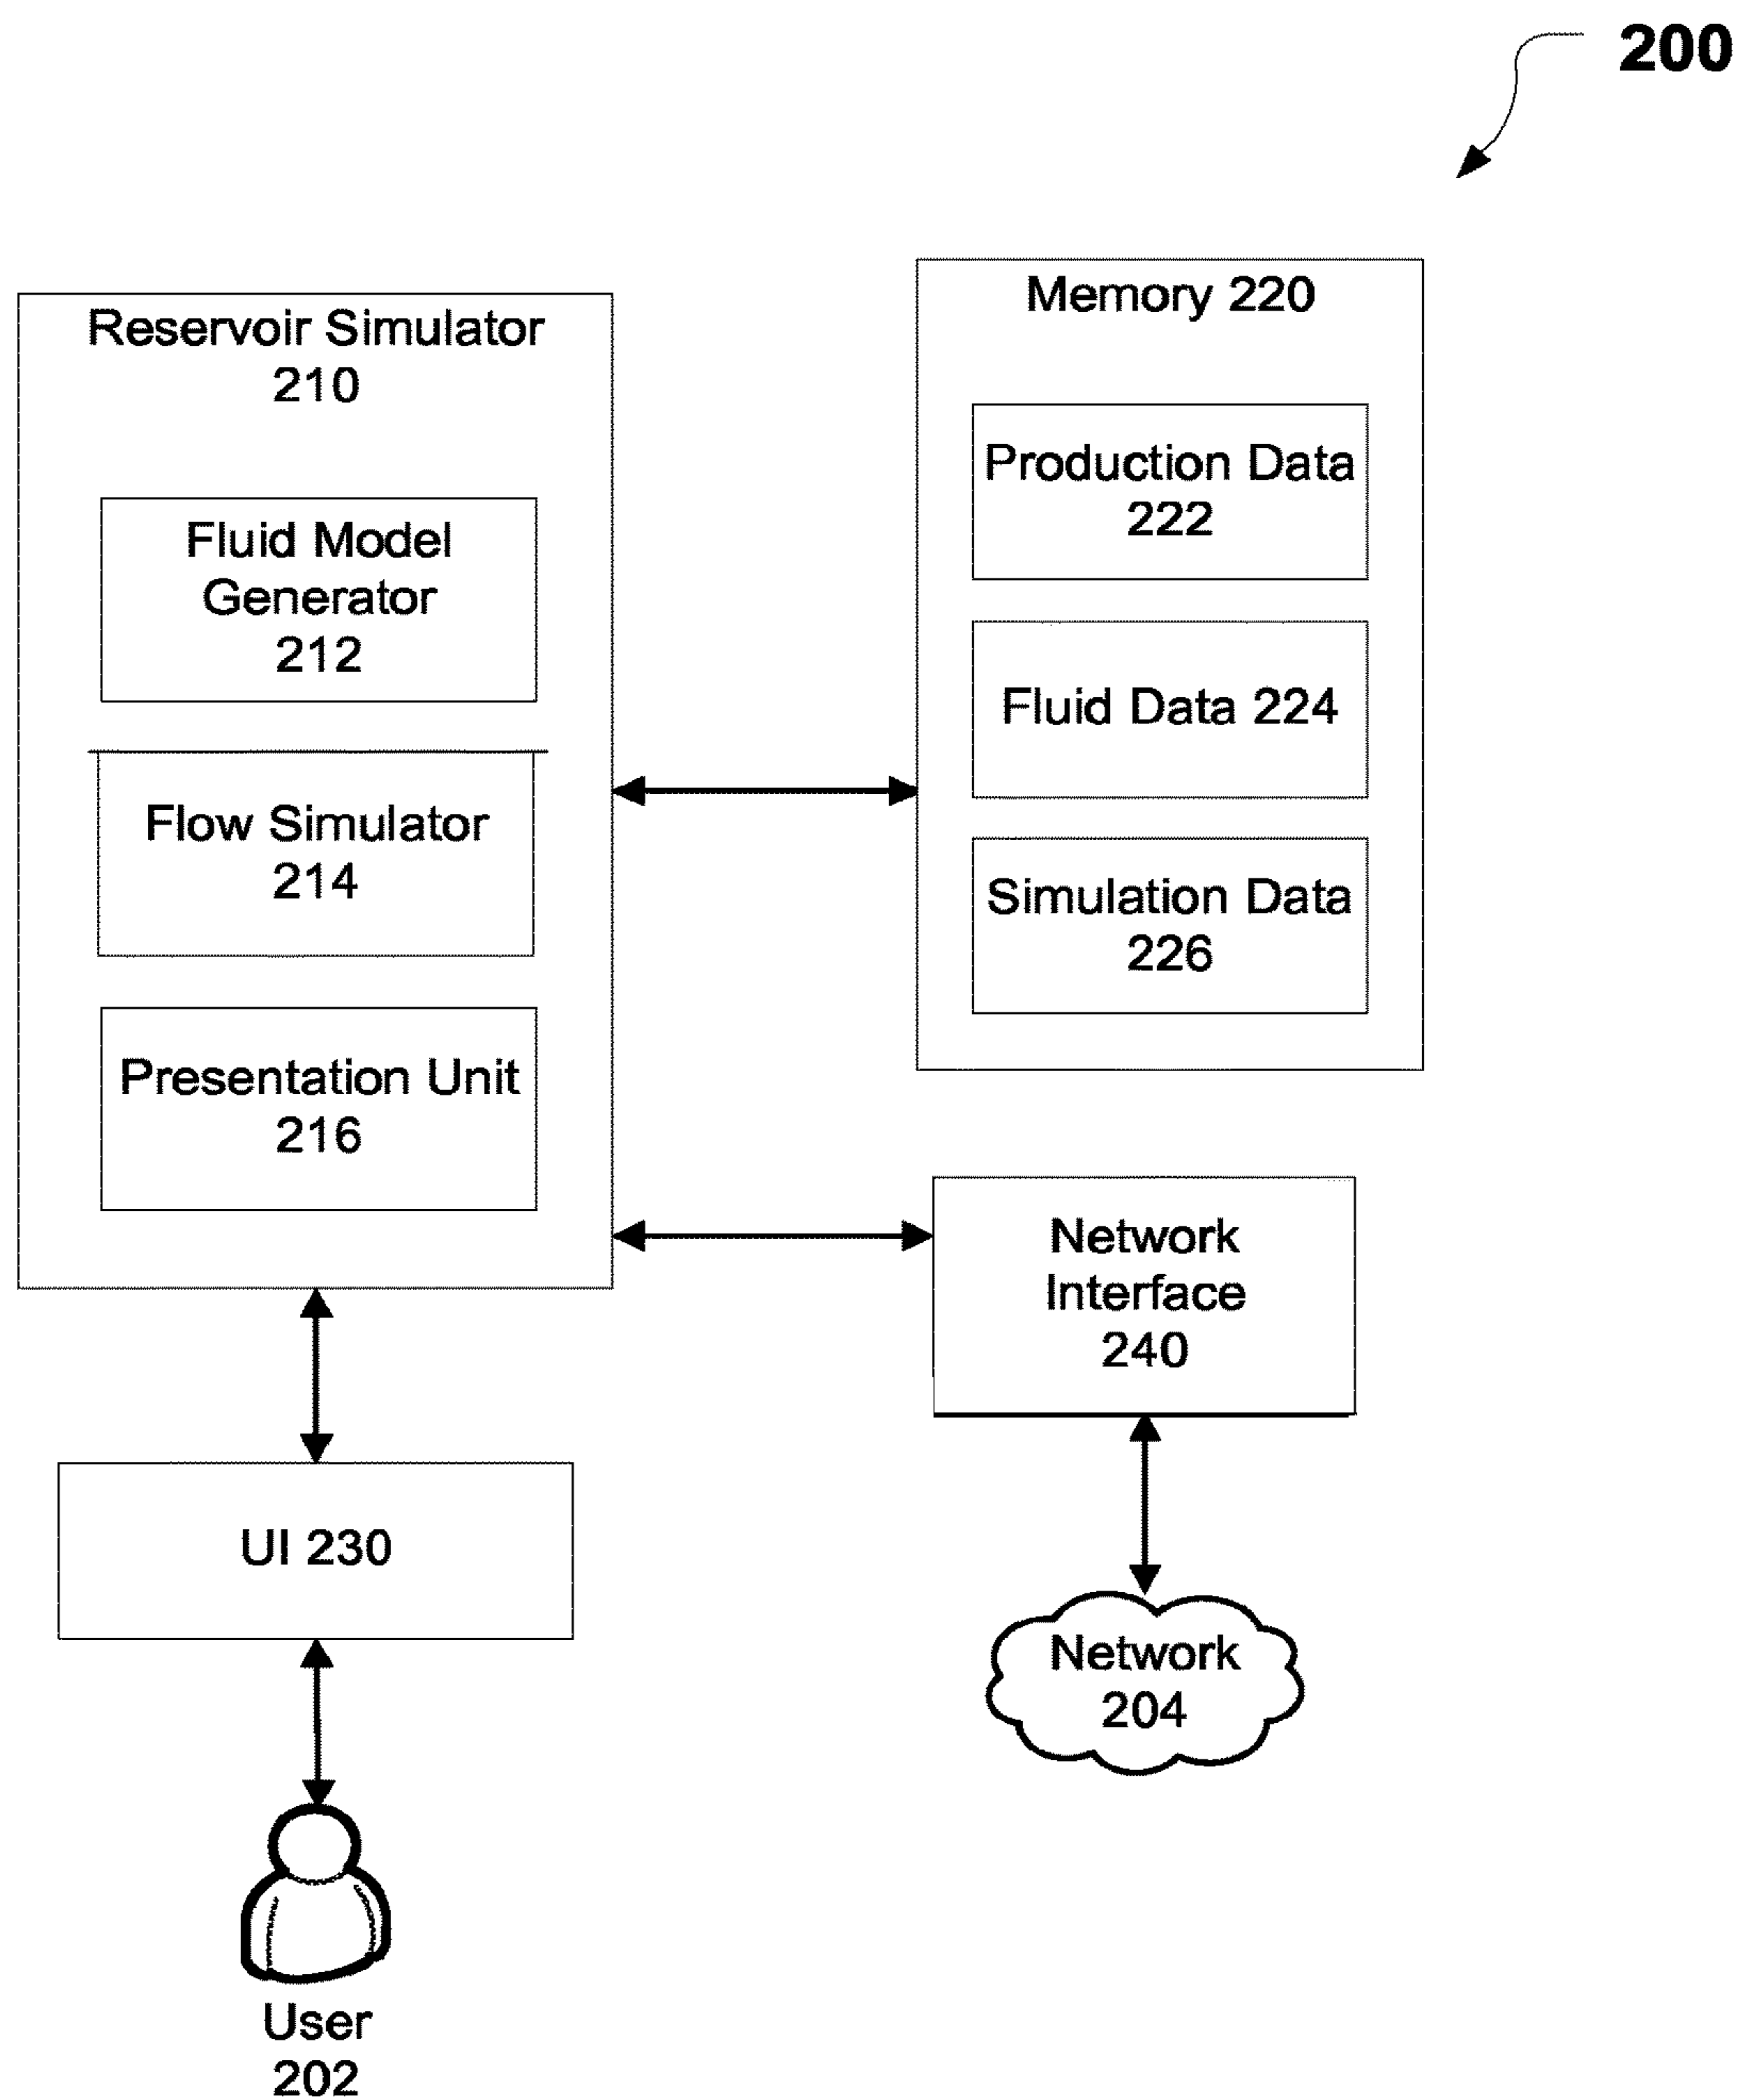 200
Reservoir Simulator
210
Fluid Model
Generator
212
Flow Simulator
214
Presentation Unit
216
Memory 220
Production Data
222
Fluid Data 224
Simulation Data
226
Network
Interface
240
UI 230
Network
204
User
202